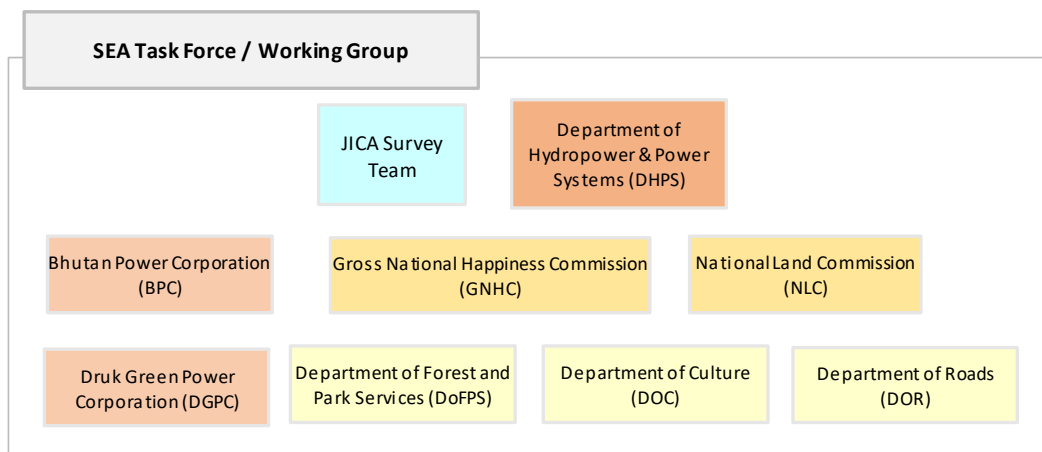 SEA Task Force / Working Group
JICA Survey
Team
Department of
Hydropower & Power
Systems (DHPS)
Bhutan Power Corporation
(BPC)
Gross National Happiness Commission
(GNHC)
National Land Commission
(NLC)
Druk Green Power
Corporation (DGPC)
Department of Forest and
Park Services (DoFPS)
Department of Culture
(DOC)
Department of Roads
(DOR)